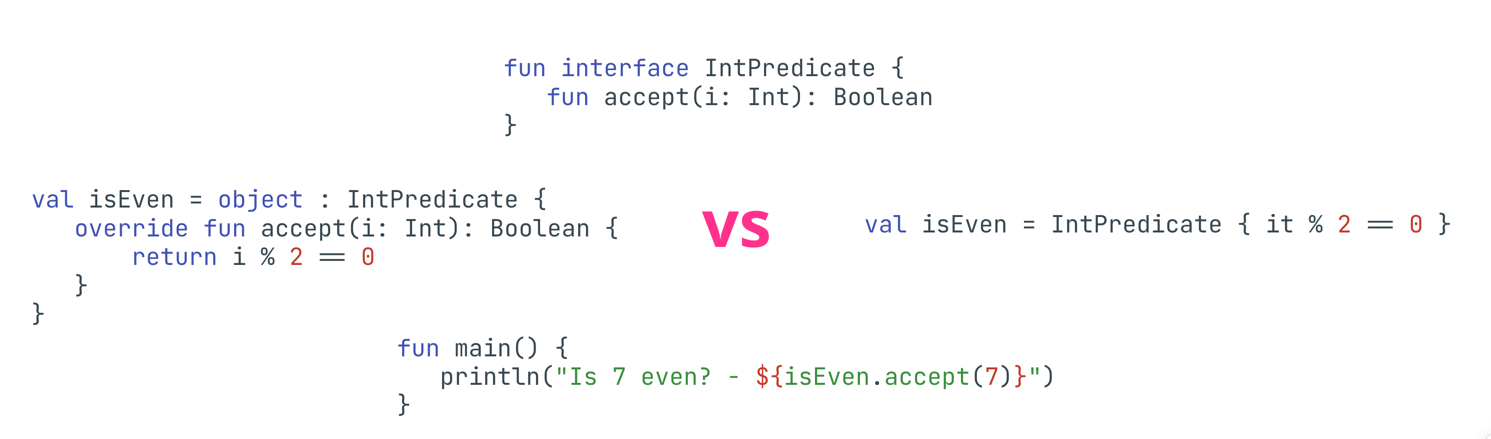 fun interface IntPredicate {
   fun accept(i: Int): Boolean
}
val isEven = object : IntPredicate {
   override fun accept(i: Int): Boolean {
       return i % 2 == 0
   }
}
vs
val isEven = IntPredicate { it % 2 == 0 }
fun main() {
   println("Is 7 even? - ${isEven.accept(7)}")
}